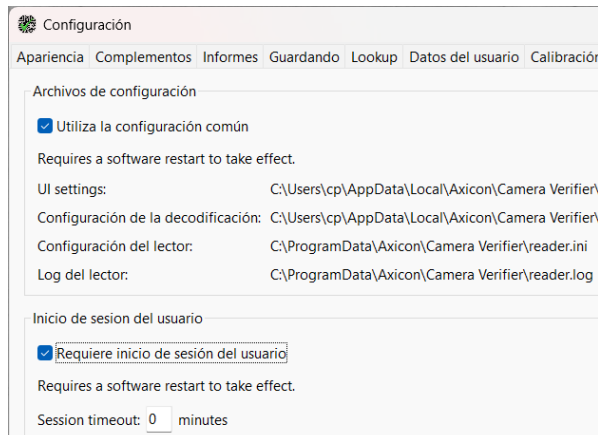 Configuración
Apariencia Complementos Informes Guardando Lookup Datos del usuario Calibración
Archivos de configuración
Utiliza la configuración común
Requires a software restart to take effect.
UI settings: C:\Users\cp\AppData\Local\Axicon\Camera Verifier\
Configuración de la decodificación: C:\Users\cp\AppData\Local\Axicon\Camera Verifier\
Configuración del lector: C:\ProgramData\Axicon\Camera Verifier\reader.ini
Log del lector: C:\ProgramData\Axicon\Camera Verifier\reader.log
Inicio de sesion del usuario
Requiere inicio de sesión del usuario
Requires a software restart to take effect.
Session timeout: 0 minutes